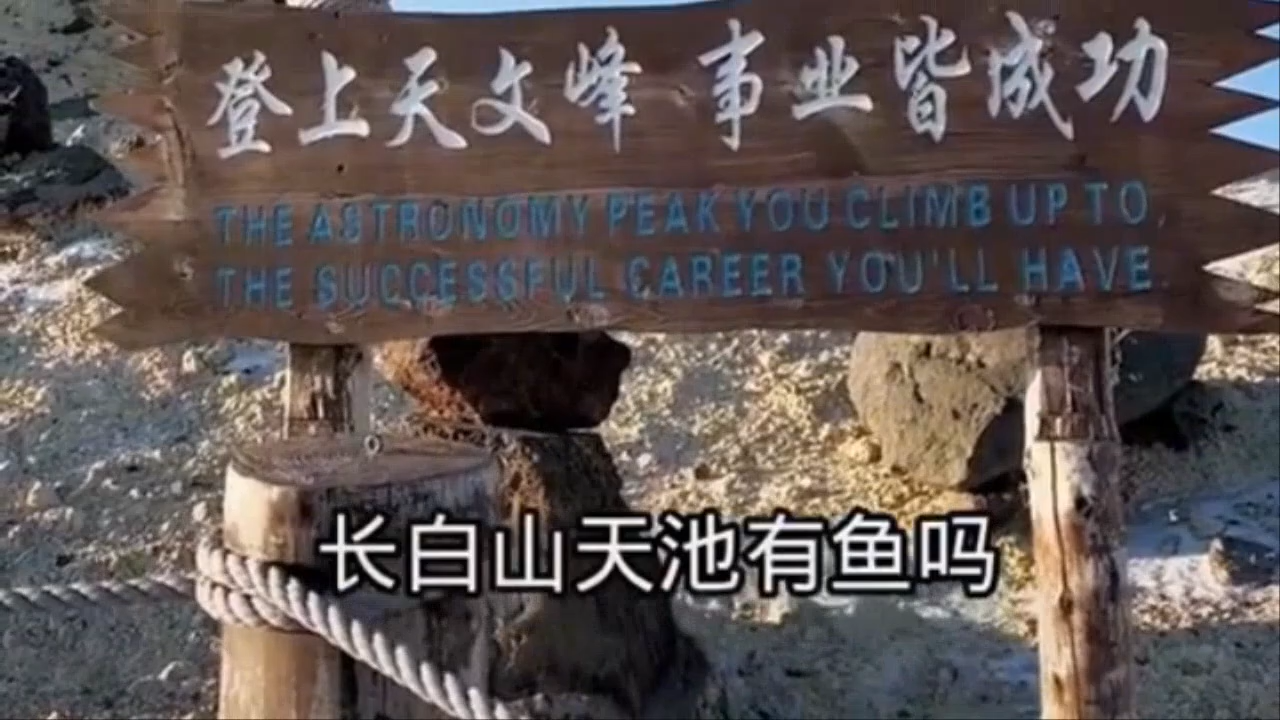 登上天文峰 事业皆成功
THE ASTRONOMY PEAK YOU CLIMB UP TO,
THE SUCCESSFUL CAREER YOU'LL HAVE.
长白山天池有鱼吗